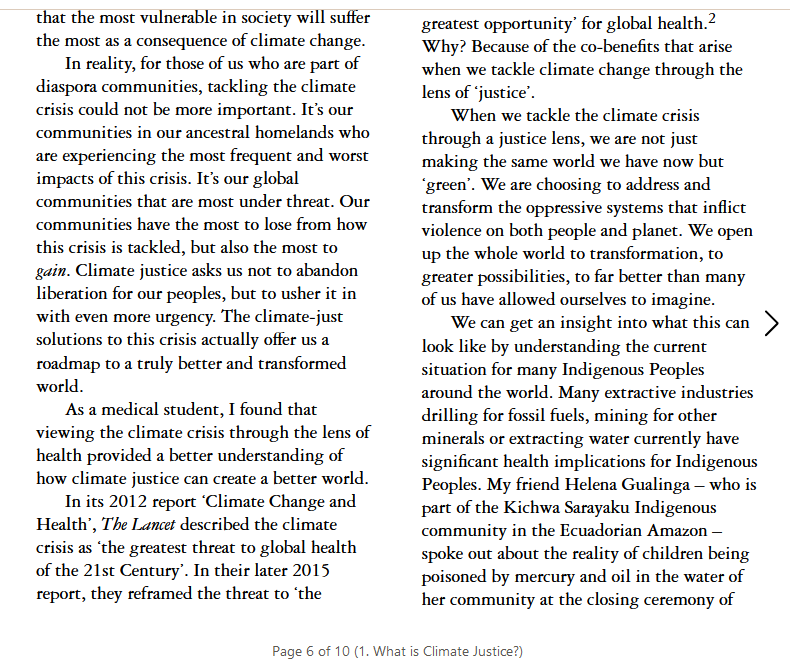 that the most vulnerable in society will suffer
the most as a consequence of climate change.
In reality, for those of us who are part of
diaspora communities, tackling the climate
crisis could not be more important. It’s our
communities in our ancestral homelands who
are experiencing the most frequent and worst
impacts of this crisis. It’s our global
communities that are most under threat. Our
communities have the most to lose from how
this crisis is tackled, but also the most to
gain. Climate justice asks us not to abandon
liberation for our peoples, but to usher it in
with even more urgency. The climate-just
solutions to this crisis actually offer us a
roadmap to a truly better and transformed
world.
As a medical student, I found that
viewing the climate crisis through the lens of
health provided a better understanding of
how climate justice can create a better world.
In its 2012 report ‘Climate Change and
Health’, The Lancet described the climate
crisis as ‘the greatest threat to global health
of the 21st Century’. In their later 2015
report, they reframed the threat to ‘the
greatest opportunity’ for global health.2
Why? Because of the co-benefits that arise
when we tackle climate change through the
lens of ‘justice’.
When we tackle the climate crisis
through a justice lens, we are not just
making the same world we have now but
‘green’. We are choosing to address and
transform the oppressive systems that inflict
violence on both people and planet. We open
up the whole world to transformation, to
greater possibilities, to far better than many
of us have allowed ourselves to imagine.
We can get an insight into what this can
look like by understanding the current
situation for many Indigenous Peoples
around the world. Many extractive industries
drilling for fossil fuels, mining for other
minerals or extracting water currently have
significant health implications for Indigenous
Peoples. My friend Helena Gualinga – who is
part of the Kichwa Sarayaku Indigenous
community in the Ecuadorian Amazon –
spoke out about the reality of children being
poisoned by mercury and oil in the water of
her community at the closing ceremony of
Page 6 of 10 (1. What is Climate Justice?)